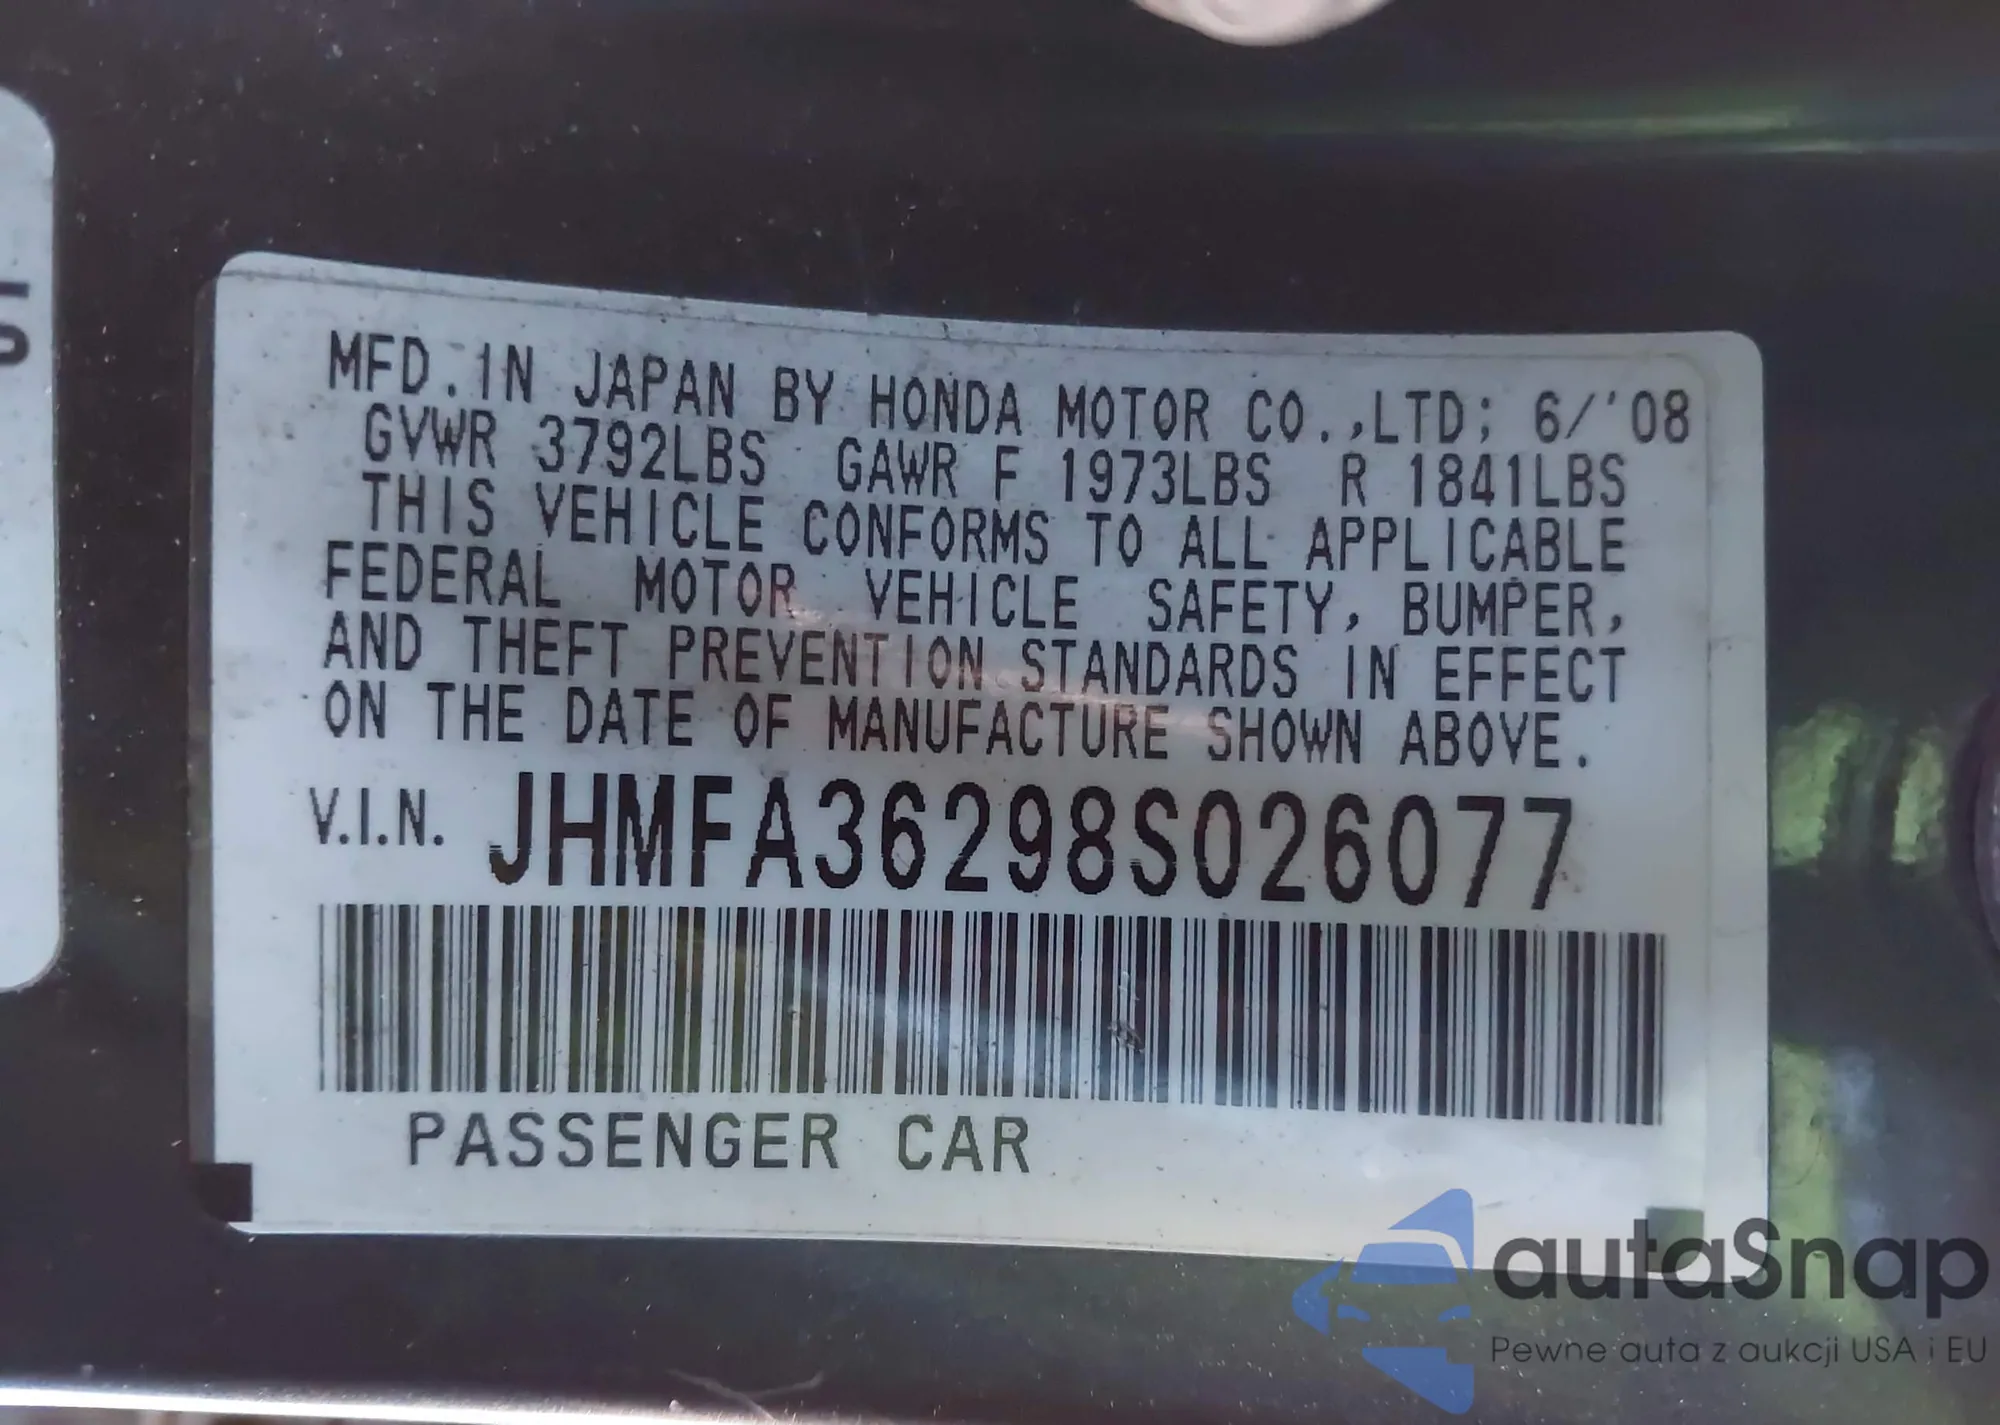 MFD.IN JAPAN BY HONDA MOTOR CO.,LTD; 6/'08
GVWR 3792LBS GAWR F 1973LBS R 1841LBS
THIS VEHICLE CONFORMS TO ALL APPLICABLE
FEDERAL MOTOR VEHICLE SAFETY, BUMPER,
AND THEFT PREVENTION STANDARDS IN EFFECT
ON THE DATE OF MANUFACTURE SHOWN ABOVE.
V.I.N. JHMFA36298S026077
PASSENGER CAR
autaSnap
Pewne auta z aukcji USA i EU